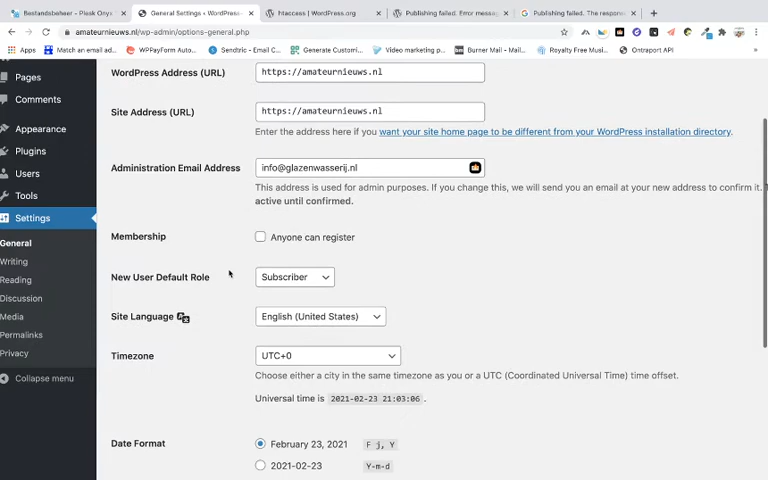 Bestandsbeheer - Plesk Onyx
General Settings ‹ WordPress
htaccess | WordPress.org
Publishing failed. Error messa
Publishing failed. The respons
amateurnieuws.nl/wp-admin/options-general.php
Apps
Match an email ad...
WPPayForm Auto...
Sendtric - Email C...
Generate Customi...
Video marketing p...
Burner Mail - Mail...
Royalty Free Musi...
Ontraport API
»
Pages
Comments
Appearance
Plugins
Users
Tools
Settings
General
Writing
Reading
Discussion
Media
Permalinks
Privacy
Collapse menu
WordPress Address (URL) https://amateurnieuws.nl
Site Address (URL) https://amateurnieuws.nl
Enter the address here if you want your site home page to be different from your WordPress installation directory.
Administration Email Address info@glazenwasserij.nl
This address is used for admin purposes. If you change this, we will send you an email at your new address to confirm it. T
active until confirmed.
Membership Anyone can register
New User Default Role Subscriber
Site Language English (United States)
Timezone UTC+0
Choose either a city in the same timezone as you or a UTC (Coordinated Universal Time) time offset.
Universal time is 2021-02-23 21:03:06 .
Date Format February 23, 2021 F j, Y
2021-02-23 Y-m-d